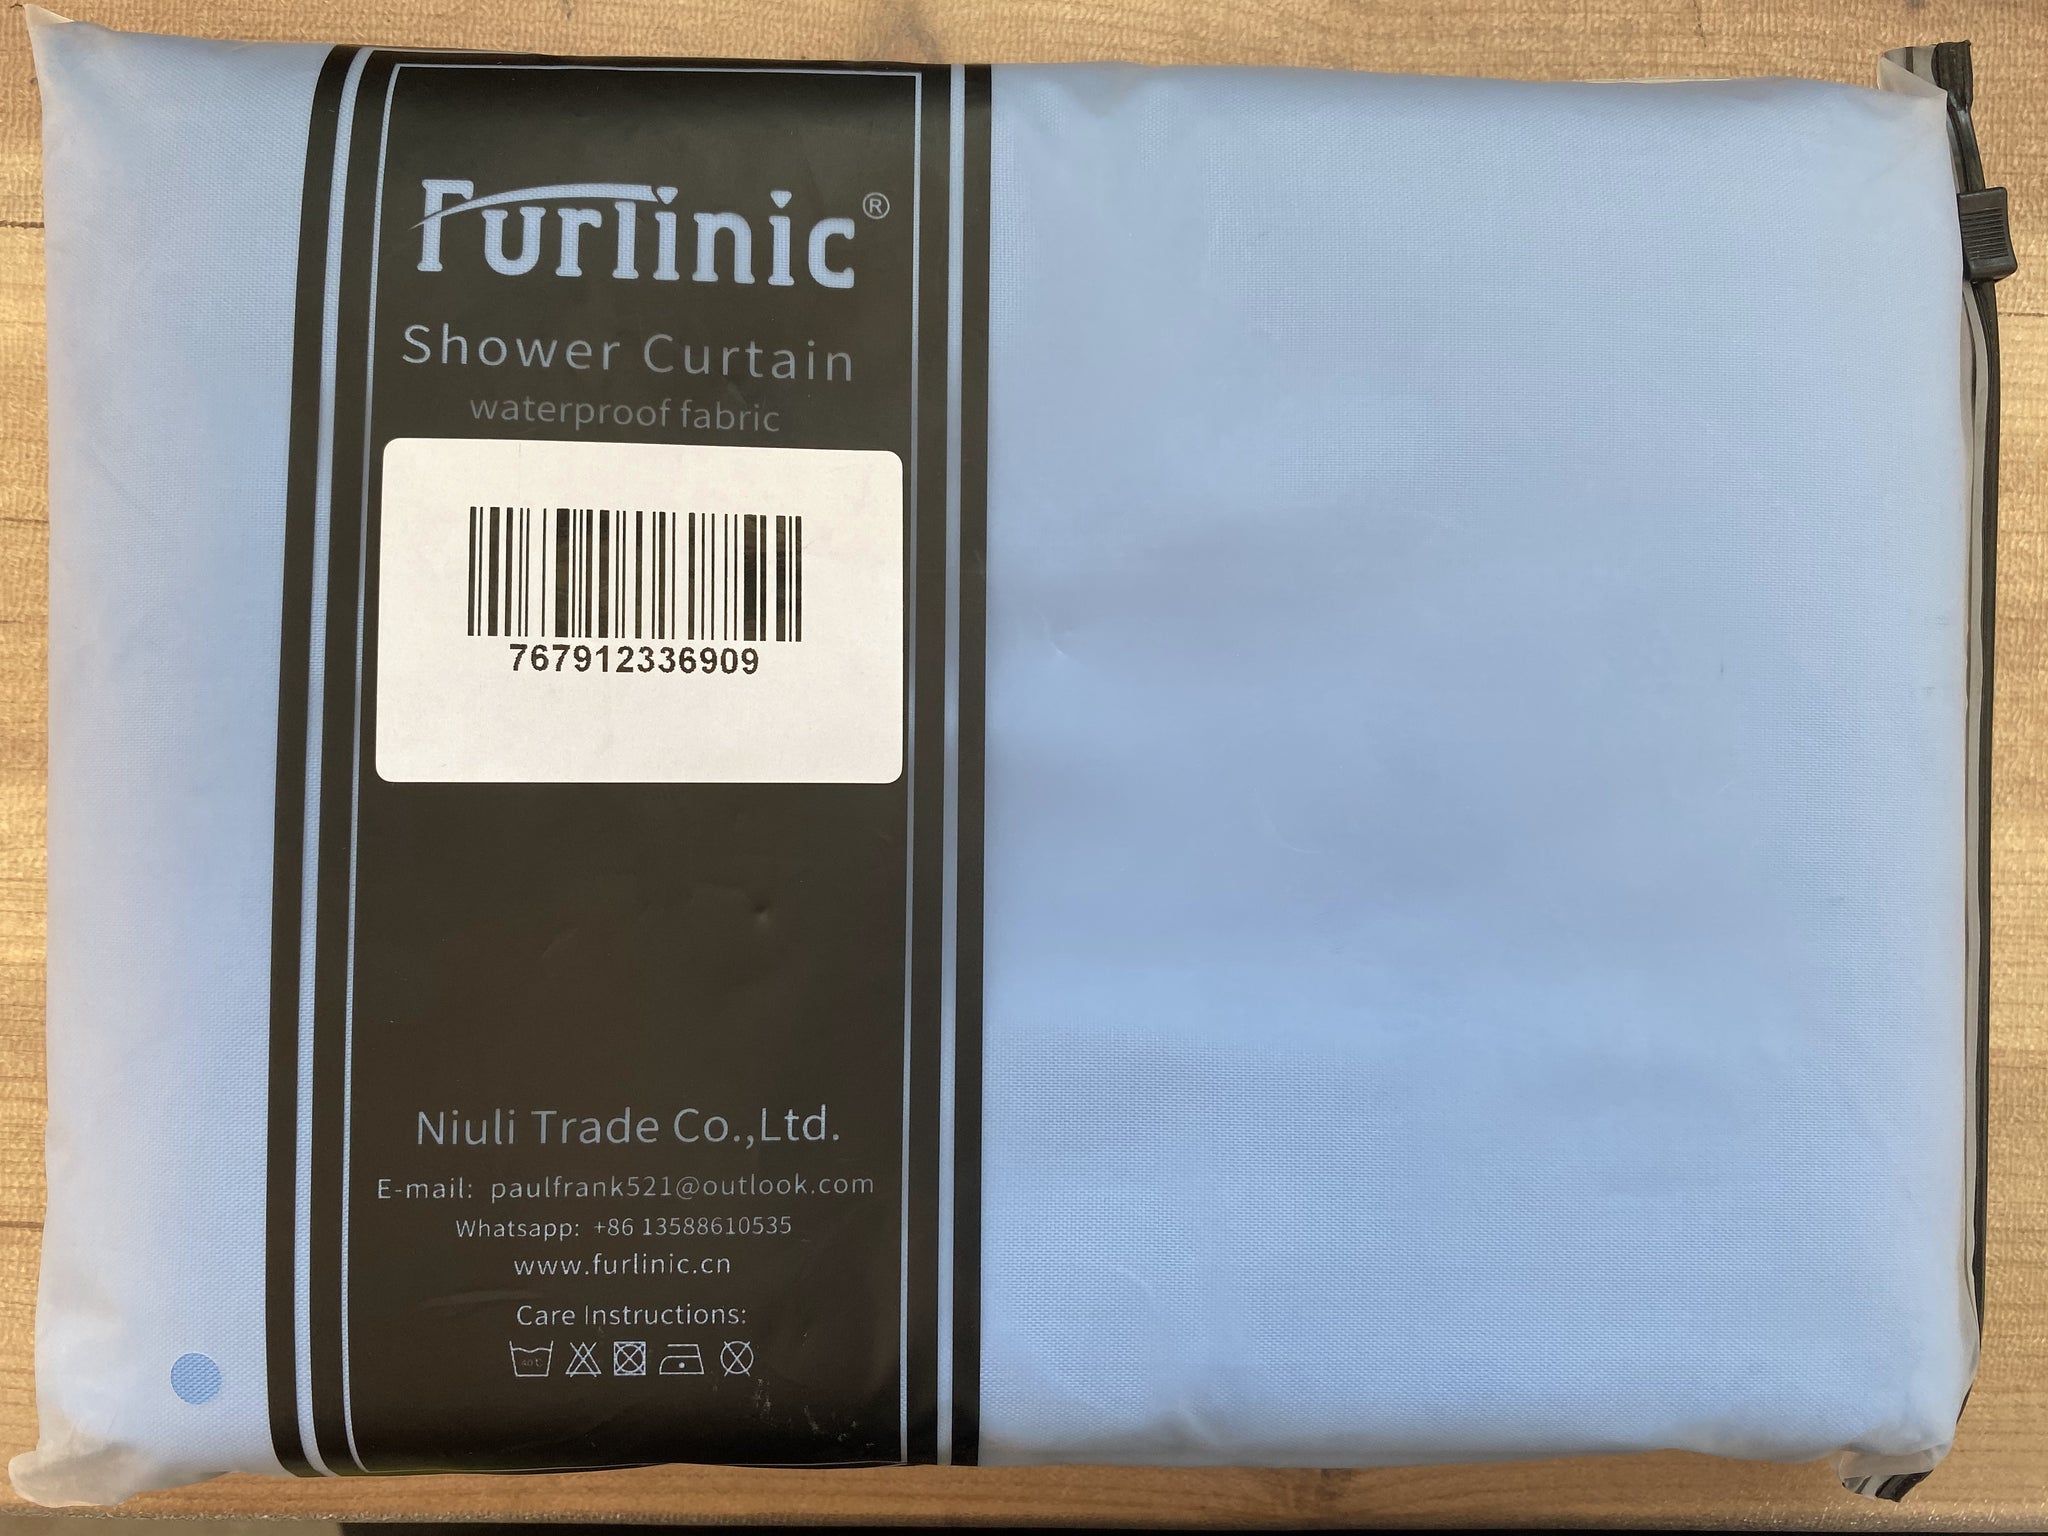 Furlinic®
Shower Curtain
waterproof fabric
767912336909
Niuli Trade Co.,Ltd.
E-mail: paulfrank521@outlook.com
Whatsapp: +86 13588610535
www.furlinic.cn
Care Instructions:
40℃